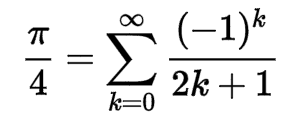 π/4 = ∑_{k=0}^{∞} (−1)^k / (2k + 1)